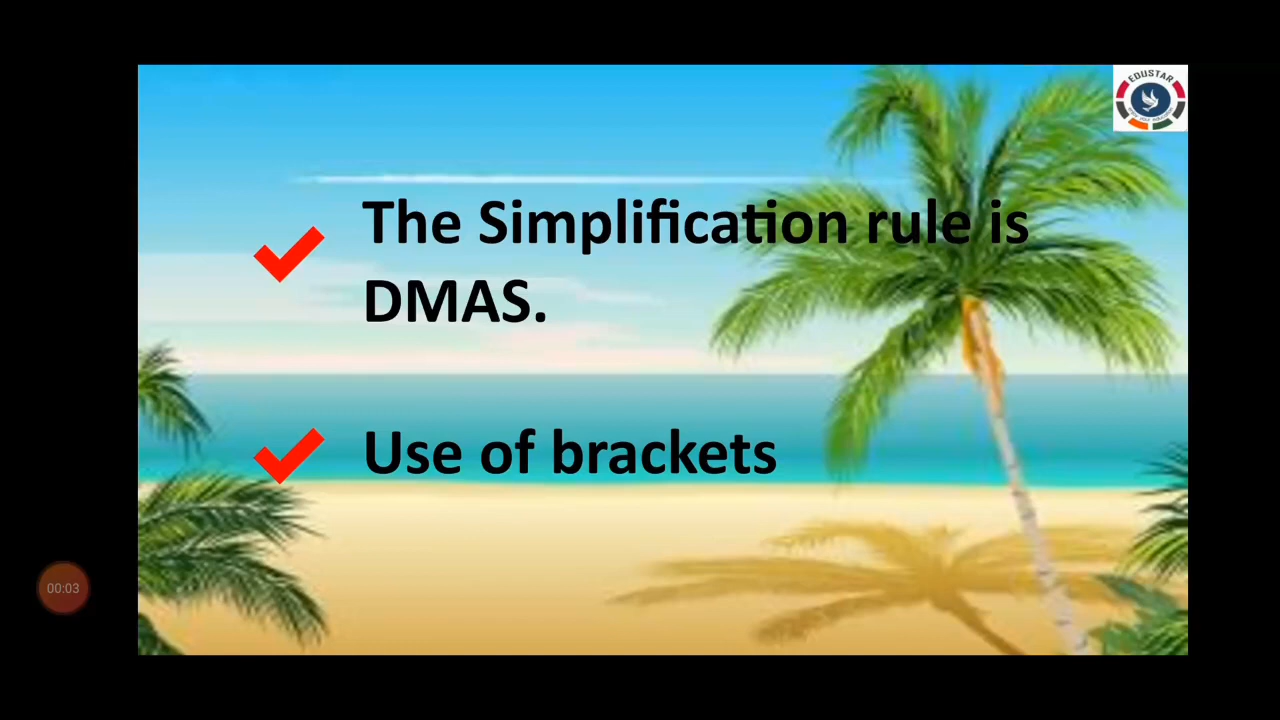 EDUSTAR
The Simplification rule is
DMAS.
Use of brackets
00:03